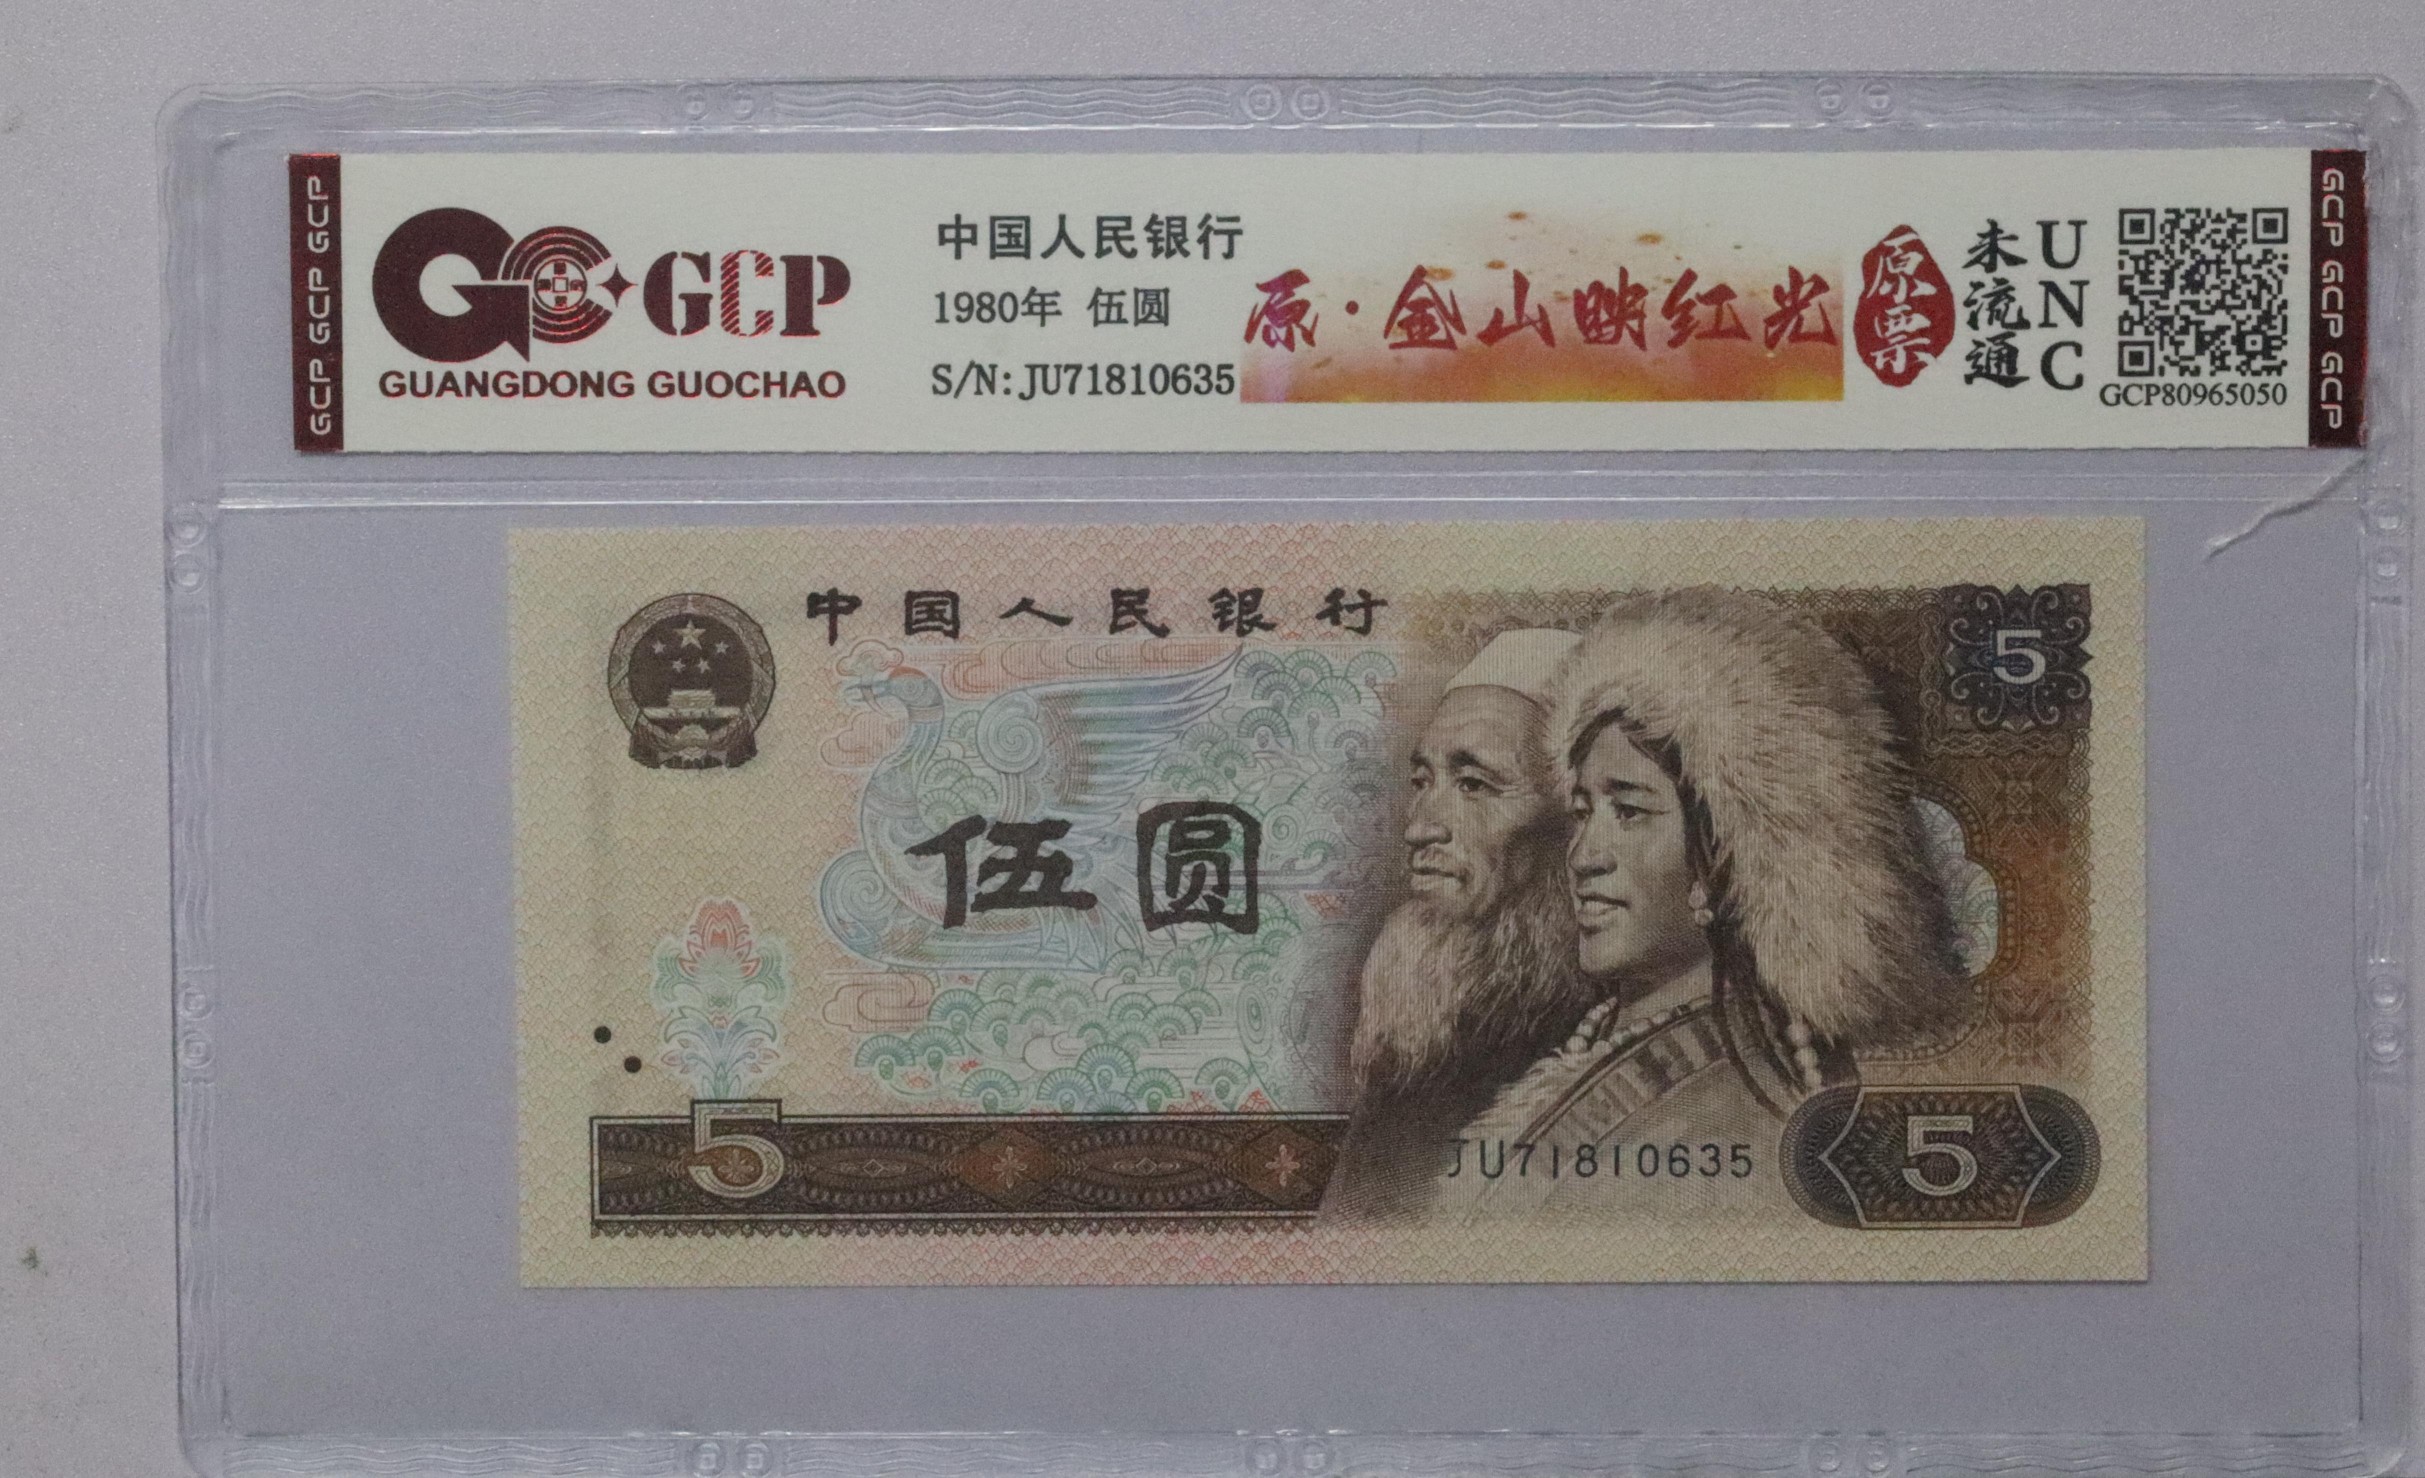 GCP GCP GCP
GCP
GUANGDONG GUOCHAO
中国人民银行
1980年 伍圆
S/N: JU71810635
原·金山映红光
原票
未流通
UNC
GCP80965050
GCP GCP GCP
中国人民银行
5
伍圆
5
JU71810635
5